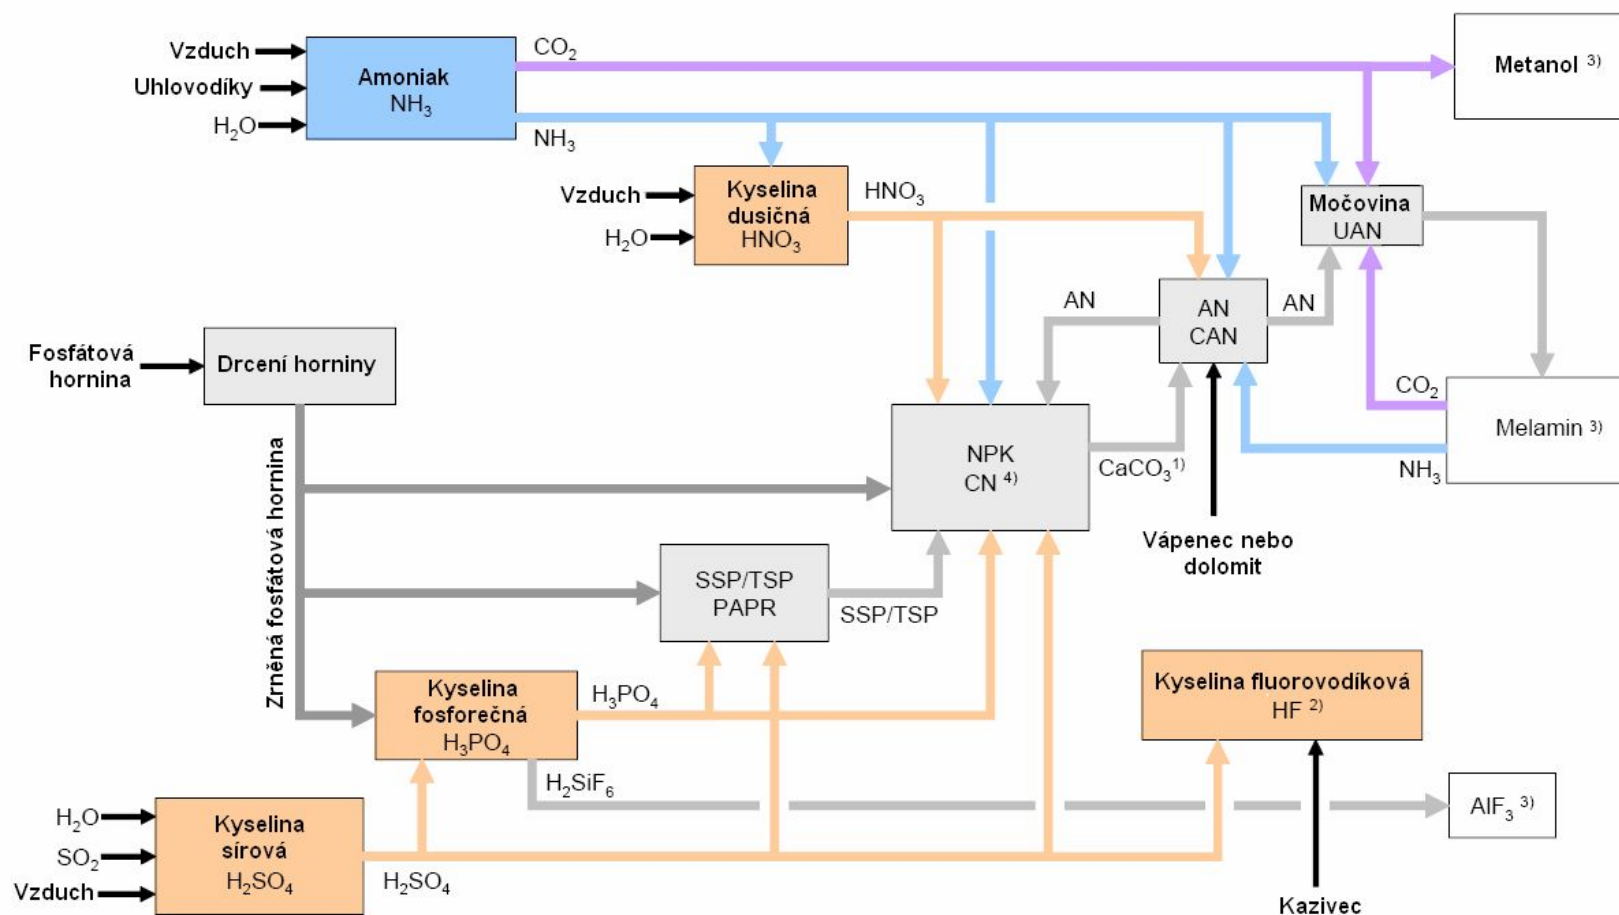 Vzduch
Uhlovodíky
H₂O
Amoniak
NH₃
CO₂
NH₃
Metanol ³⁾
Vzduch
H₂O
Kyselina
dusičná
HNO₃
HNO₃
Močovina
UAN
AN
AN
CAN
AN
Fosfátová
hornina
Drcení horniny
Zrněná fosfátová hornina
NPK
CN ⁴⁾
CaCO₃¹⁾
Vápenec nebo
dolomit
CO₂
NH₃
Melamin ³⁾
SSP/TSP
PAPR
SSP/TSP
Kyselina
fosforečná
H₃PO₄
H₃PO₄
H₂SiF₆
Kyselina fluorovodíková
HF ²⁾
AlF₃ ³⁾
H₂O
SO₂
Vzduch
Kyselina
sírová
H₂SO₄
H₂SO₄
Kazivec